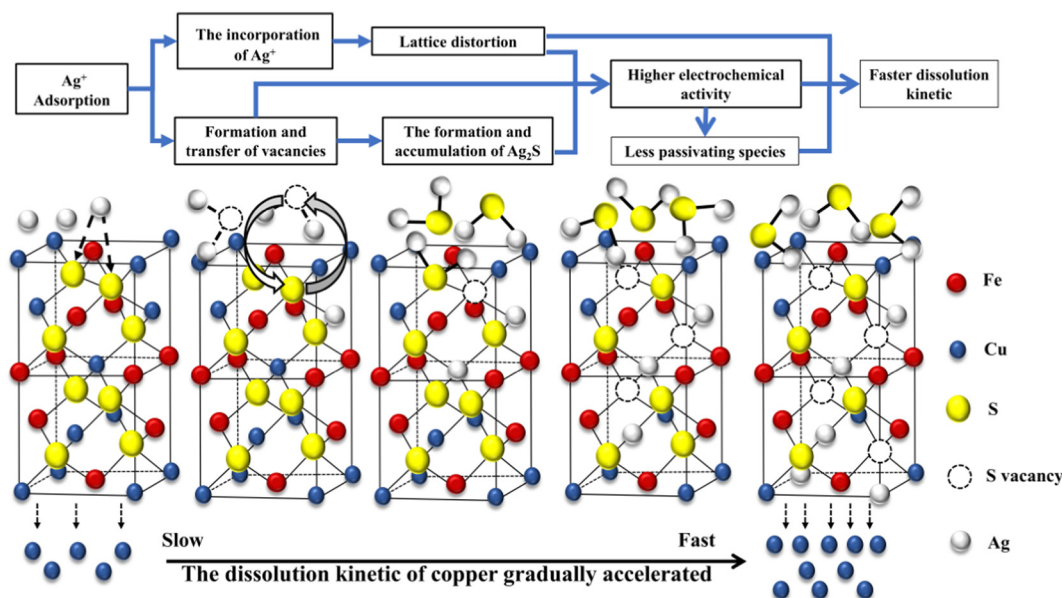 The incorporation
of Ag⁺
Lattice distortion
Ag⁺
Adsorption
Higher electrochemical
activity
Faster dissolution
kinetic
Formation and
transfer of vacancies
The formation and
accumulation of Ag₂S
Less passivating species
Fe
Cu
S
S vacancy
Ag
Slow
Fast
The dissolution kinetic of copper gradually accelerated